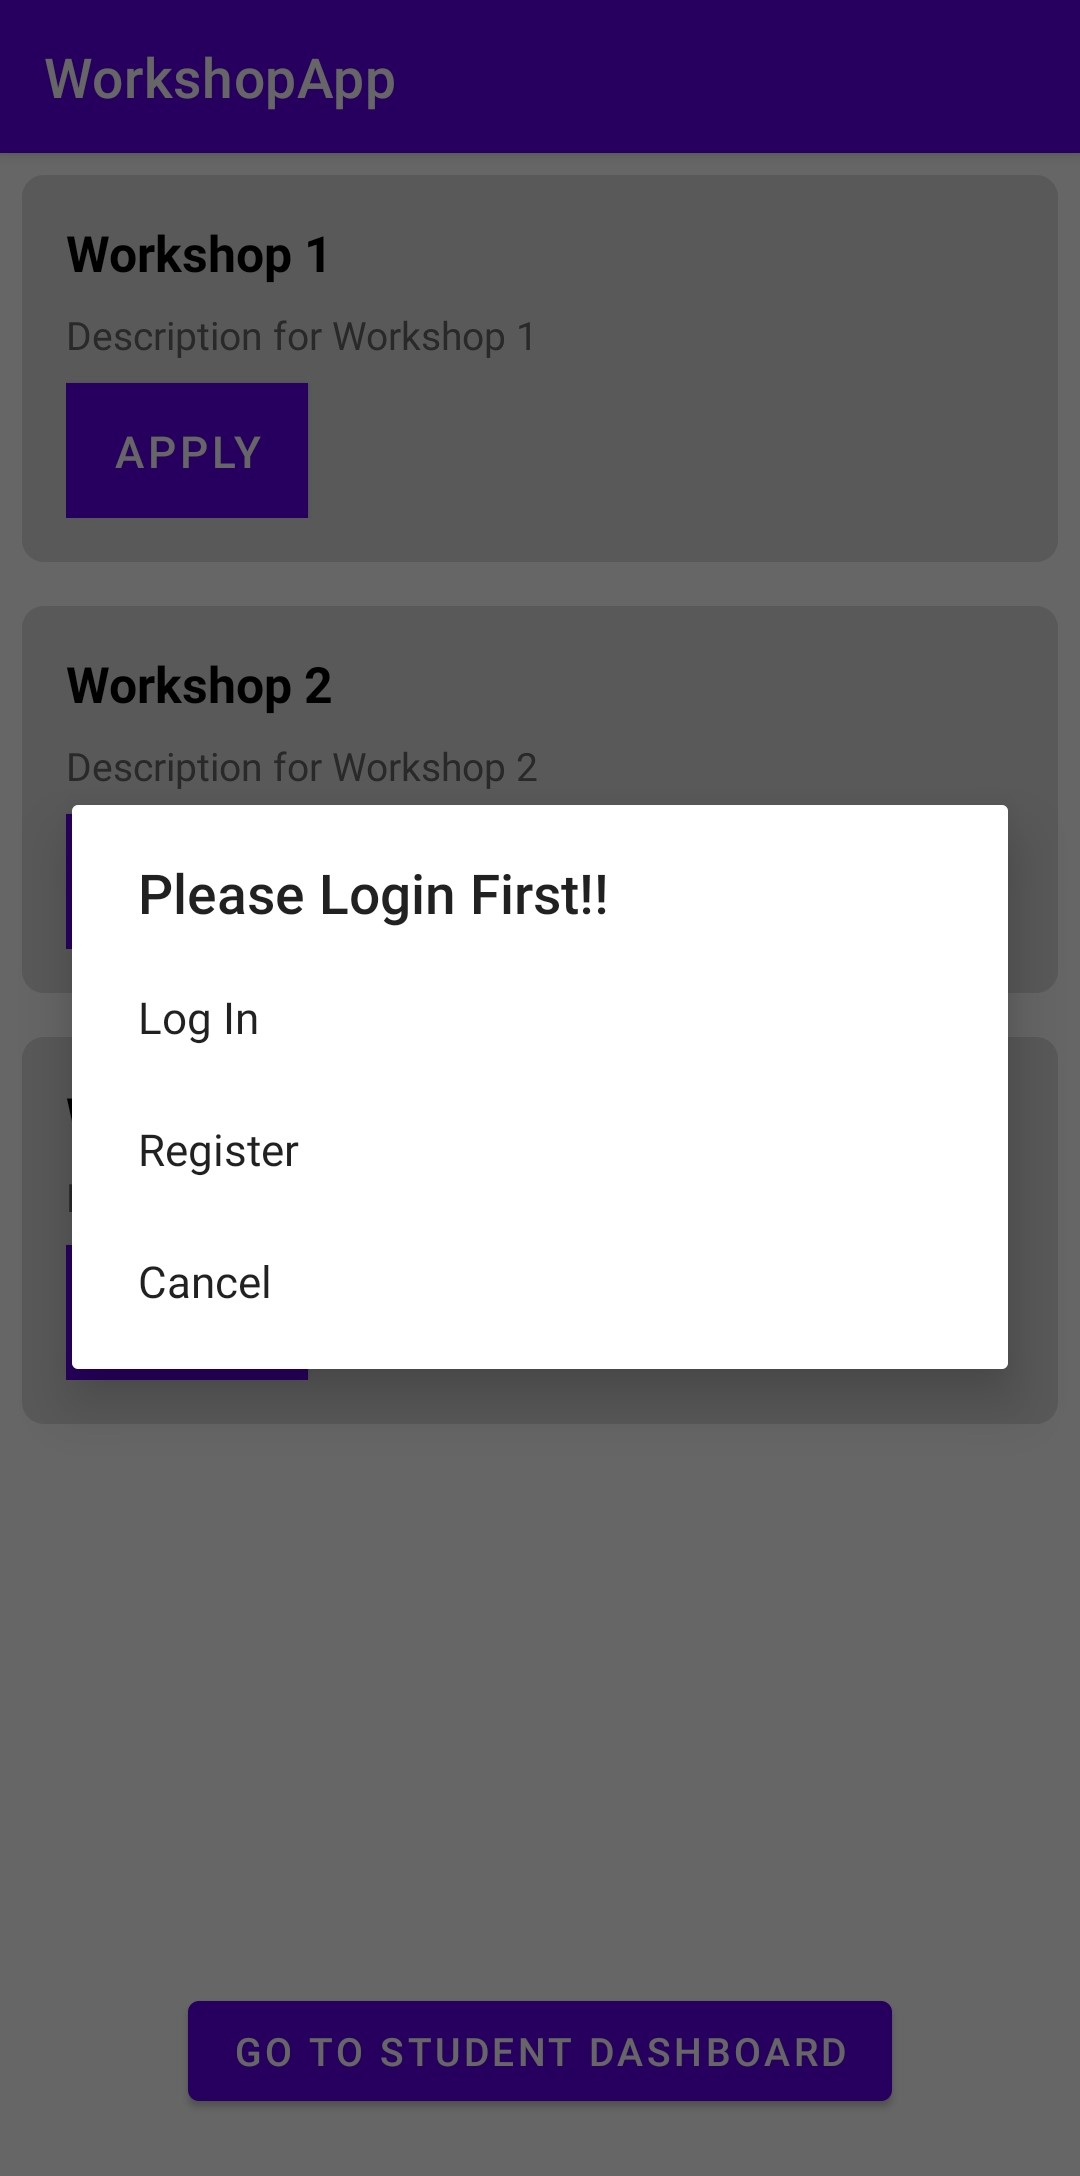 WorkshopApp
Workshop 1
Description for Workshop 1
APPLY
Workshop 2
Description for Workshop 2
Please Login First!!
Log In
Register
Cancel
GO TO STUDENT DASHBOARD